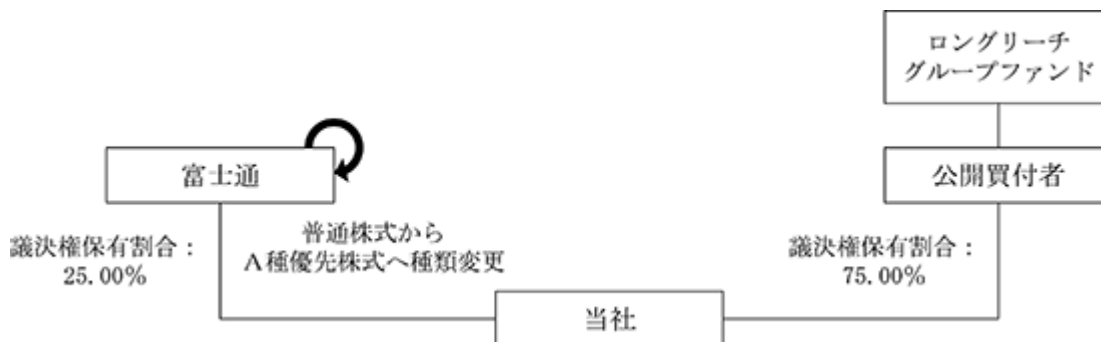 ロングリーチ
グループファンド
富士通
公開買付者
議決権保有割合：
25.00%
普通株式から
A種優先株式へ種類変更
議決権保有割合：
75.00%
当社